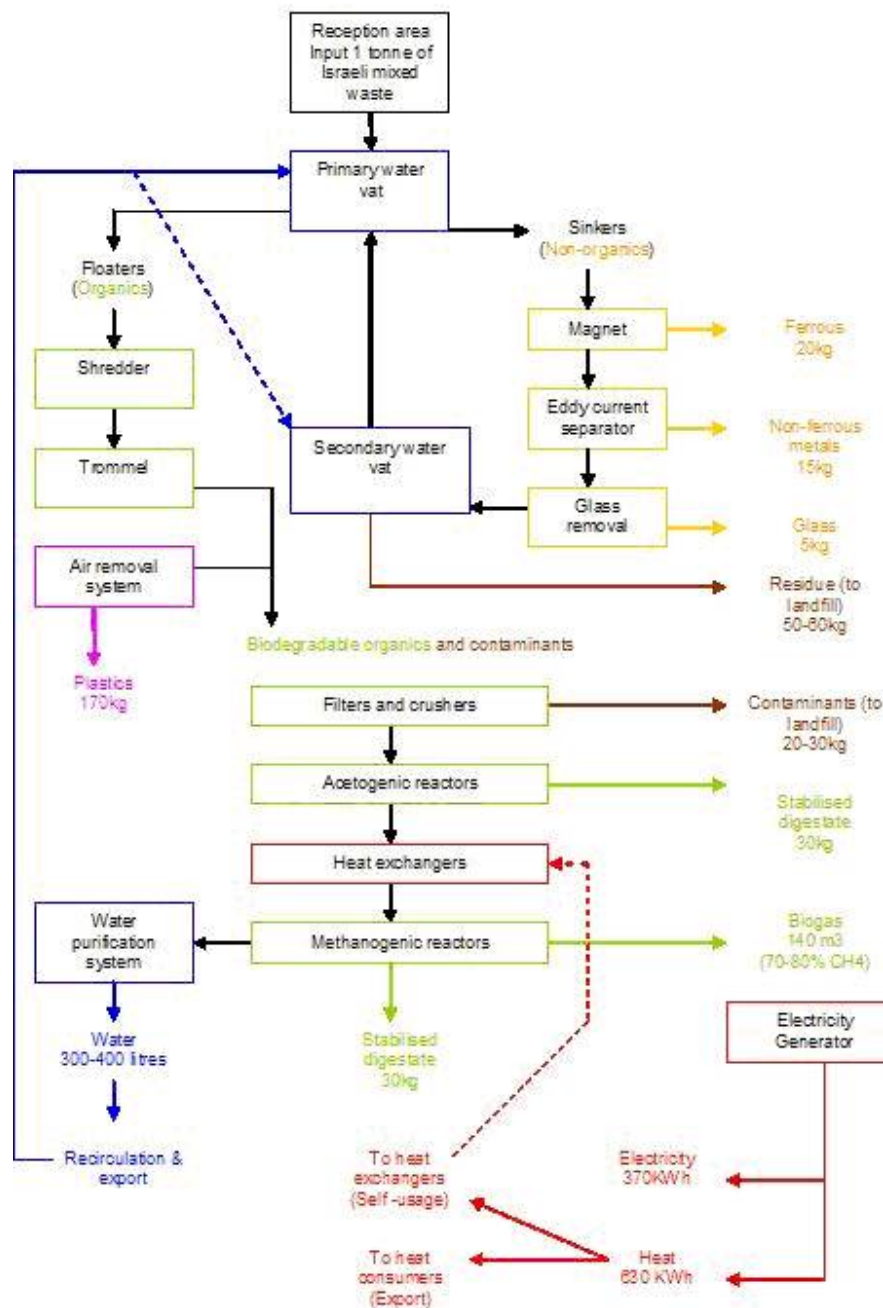 Reception area
Input 1 tonne of
Israeli mixed
waste
Primary water
vat
Sinkers
(Non-organics)
Floaters
(Organics)
Magnet
Ferrous
20kg
Shredder
Eddy current
separator
Non-ferrous
metals
15kg
Secondary water
vat
Trommel
Glass
removal
Glass
5kg
Air removal
system
Residue (to
landfill)
50-60kg
Biodegradable organics and contaminants
Plastics
170kg
Filters and crushers
Contaminants (to
landfill)
20-30kg
Acetogenic reactors
Stabilised
digestate
30kg
Heat exchangers
Water
purification
system
Methanogenic reactors
Biogas
140 m3
(70-80% CH4)
Electricity
Generator
Water
300-400 litres
Stabilised
digestate
30kg
Recirculation &
export
To heat
exchangers
(Self -usage)
Electricity
370KWh
To heat
consumers
(Export)
Heat
630 KWh